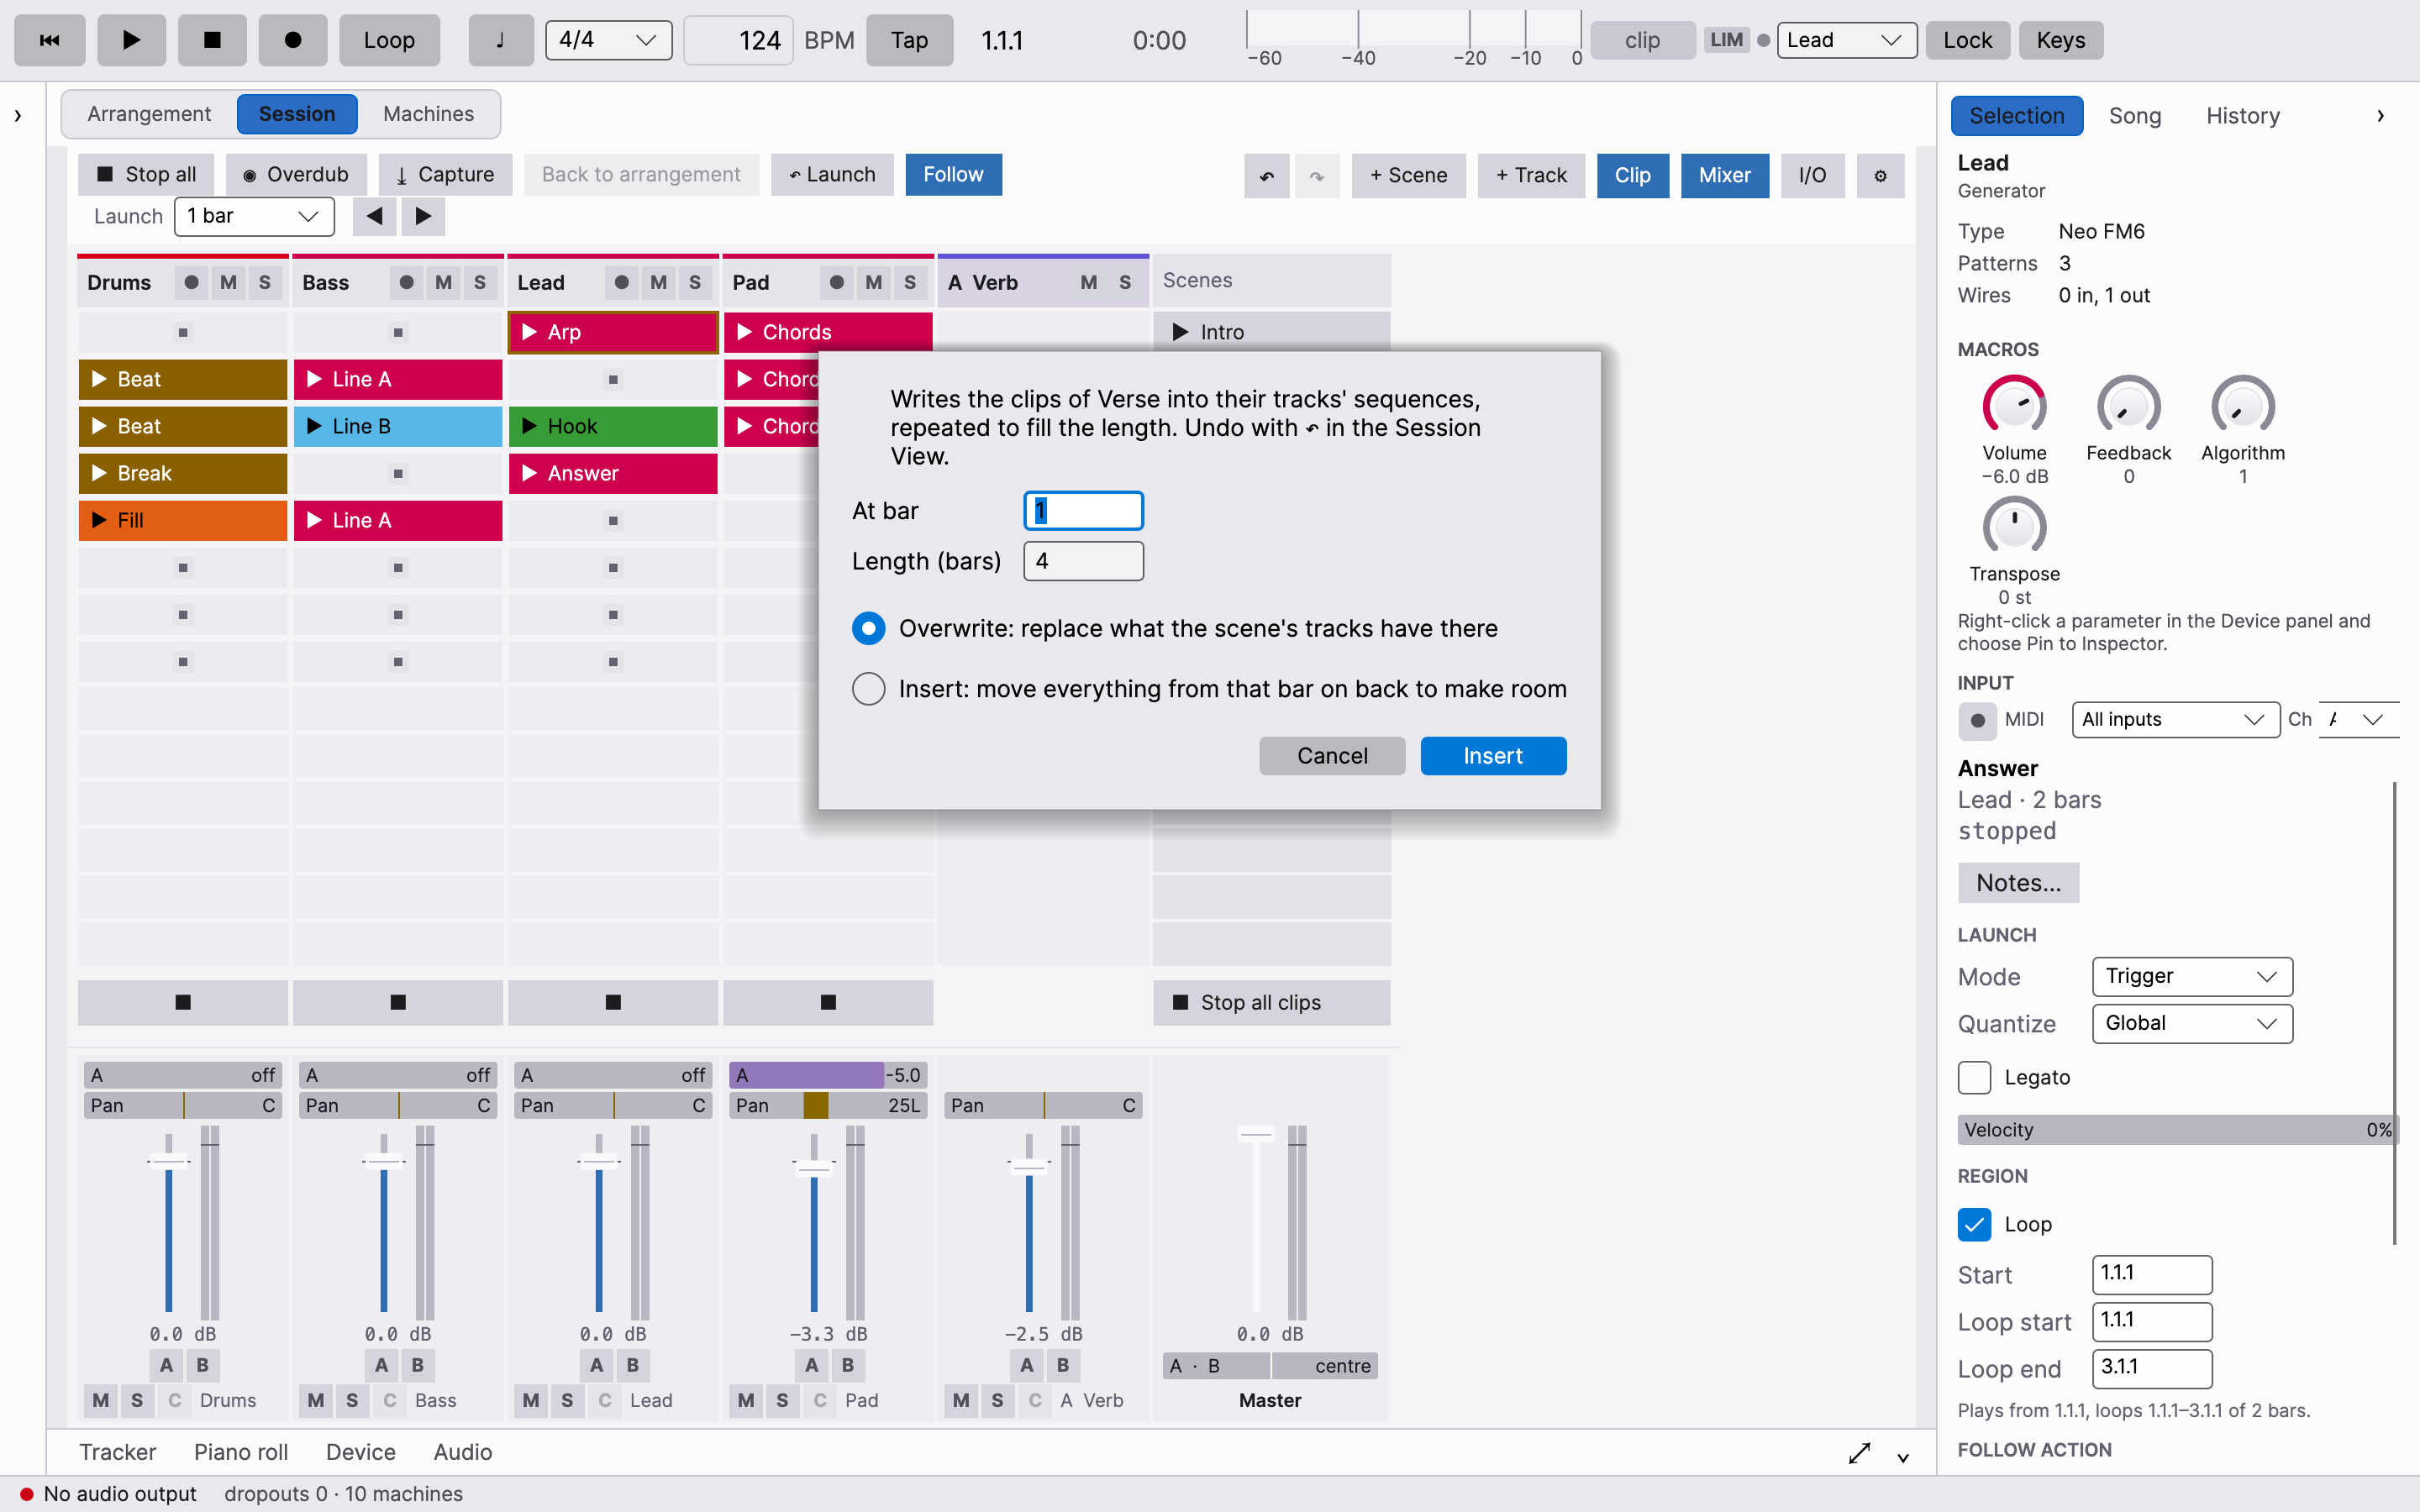 Loop
4/4
124 BPM
Tap
1.1.1
0:00
−60 −40 −20 −10 0
clip
LIM
Lead
Lock
Keys
Arrangement Session Machines
Stop all
Overdub
Capture
Back to arrangement
Launch
Follow
+ Scene
+ Track
Clip
Mixer
I/O
Launch 1 bar
Drums M S
Bass M S
Lead M S
Pad M S
A Verb M S
Scenes
Arp Chords Intro
Beat Line A Chord
Beat Line B Hook Chord
Break Answer
Fill Line A
Writes the clips of Verse into their tracks' sequences,
repeated to fill the length. Undo with ↶ in the Session
View.
At bar 1
Length (bars) 4
Overwrite: replace what the scene's tracks have there
Insert: move everything from that bar on back to make room
Cancel Insert
Stop all clips
A off A off A off A -5.0
Pan C Pan C Pan C Pan 25L Pan C
0.0 dB 0.0 dB 0.0 dB −3.3 dB −2.5 dB 0.0 dB
A B A B A B A B A B A · B centre
M S C Drums M S C Bass M S C Lead M S C Pad M S C A Verb Master
Tracker Piano roll Device Audio
No audio output dropouts 0 · 10 machines
Selection Song History
Lead
Generator
Type Neo FM6
Patterns 3
Wires 0 in, 1 out
MACROS
Volume Feedback Algorithm
−6.0 dB 0 1
Transpose
0 st
Right-click a parameter in the Device panel and
choose Pin to Inspector.
INPUT
MIDI All inputs Ch
Answer
Lead · 2 bars
stopped
Notes...
LAUNCH
Mode Trigger
Quantize Global
Legato
Velocity 0%
REGION
Loop
Start 1.1.1
Loop start 1.1.1
Loop end 3.1.1
Plays from 1.1.1, loops 1.1.1–3.1.1 of 2 bars.
FOLLOW ACTION